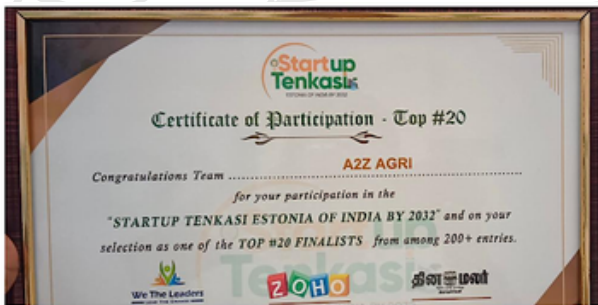 Startup
Tenkasi
ESTONIA OF INDIA BY 2032
Certificate of Participation - Top #20
Congratulations Team ........ A2Z AGRI ........
for your participation in the
"STARTUP TENKASI ESTONIA OF INDIA BY 2032" and on your
selection as one of the TOP #20 FINALISTS from among 200+ entries.
We The Leaders
ZOHO
தினமலர்